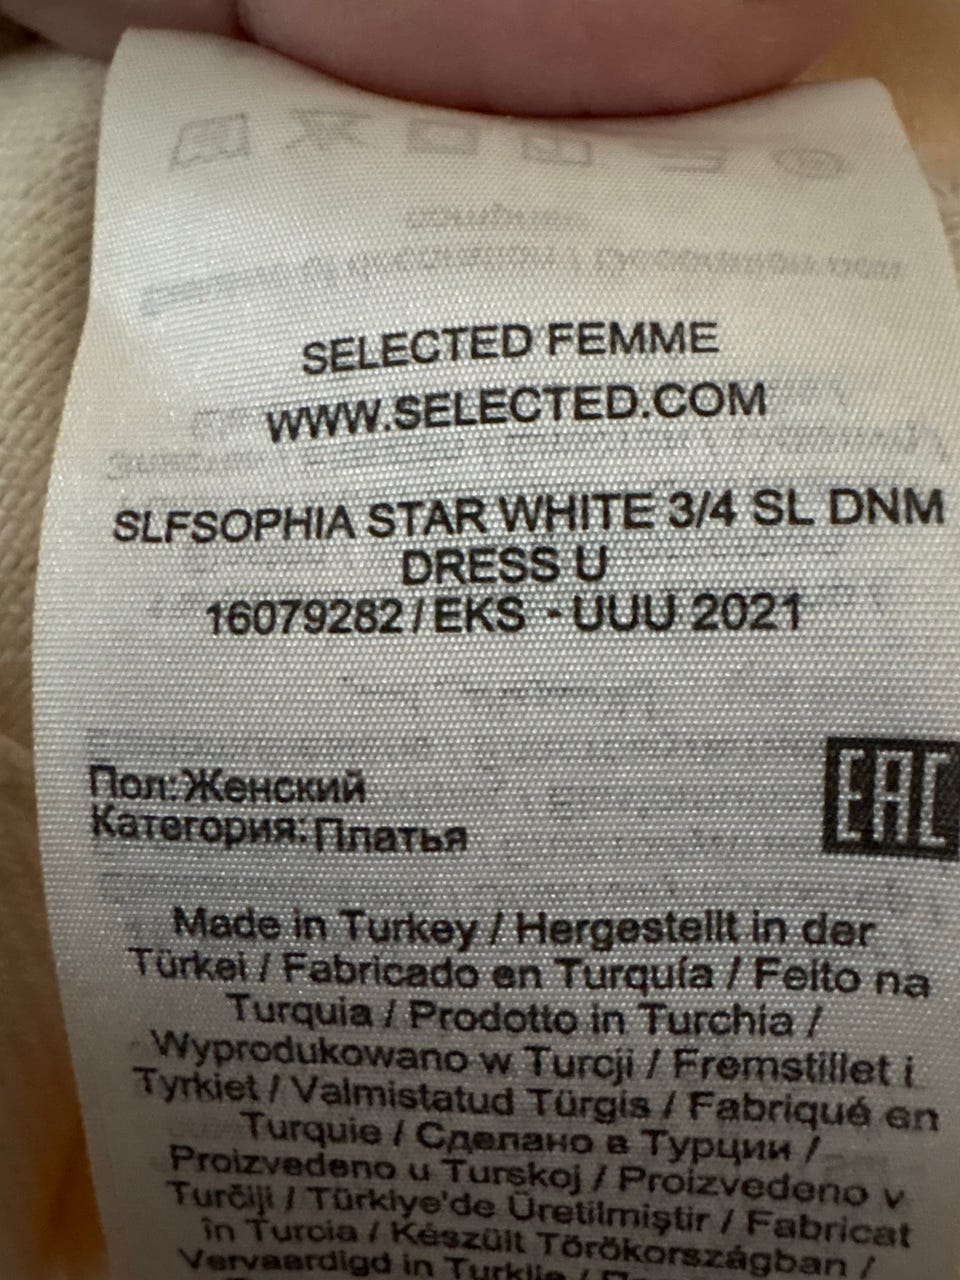 SELECTED FEMME
WWW.SELECTED.COM
SLFSOPHIA STAR WHITE 3/4 SL DNM
DRESS U
16079282 / EKS - UUU 2021
Пол:Женский
Категория:Платья
EAC
Made in Turkey / Hergestellt in der
Türkei / Fabricado en Turquía / Feito na
Turquia / Prodotto in Turchia /
Wyprodukowano w Turcji / Fremstillet i
Tyrkiet / Valmistatud Türgis / Fabriqué en
Turquie / Сделано в Турции /
Proizvedeno u Turskoj / Proizvedeno v
Turčiji / Türkiye'de Üretilmiştir / Fabricat
în Turcia / Készült Törökországban /
Vervaardigd in Turkije /